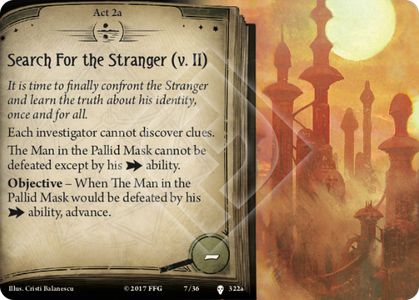 Act 2a
Search For the Stranger (v. II)
It is time to finally confront the Stranger
and learn the truth about his identity,
once and for all.
Each investigator cannot discover clues.
The Man in the Pallid Mask cannot be
defeated except by his ability.
Objective – When The Man in the
Pallid Mask would be defeated by his
ability, advance.
–
Illus. Cristi Balanescu
© 2017 FFG
7/36
322a